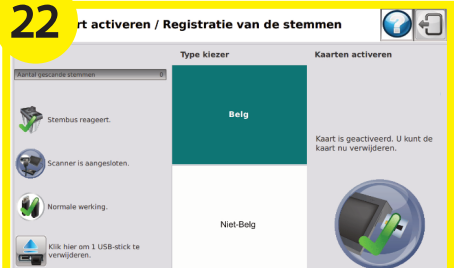 22
rt activeren / Registratie van de stemmen
Type kiezer
Kaarten activeren
Aantal gescande stemmen 0
Stembus reageert.
Scanner is aangesloten.
Normale werking.
Klik hier om 1 USB-stick te
verwijderen.
Belg
Niet-Belg
Kaart is geactiveerd. U kunt de
kaart nu verwijderen.